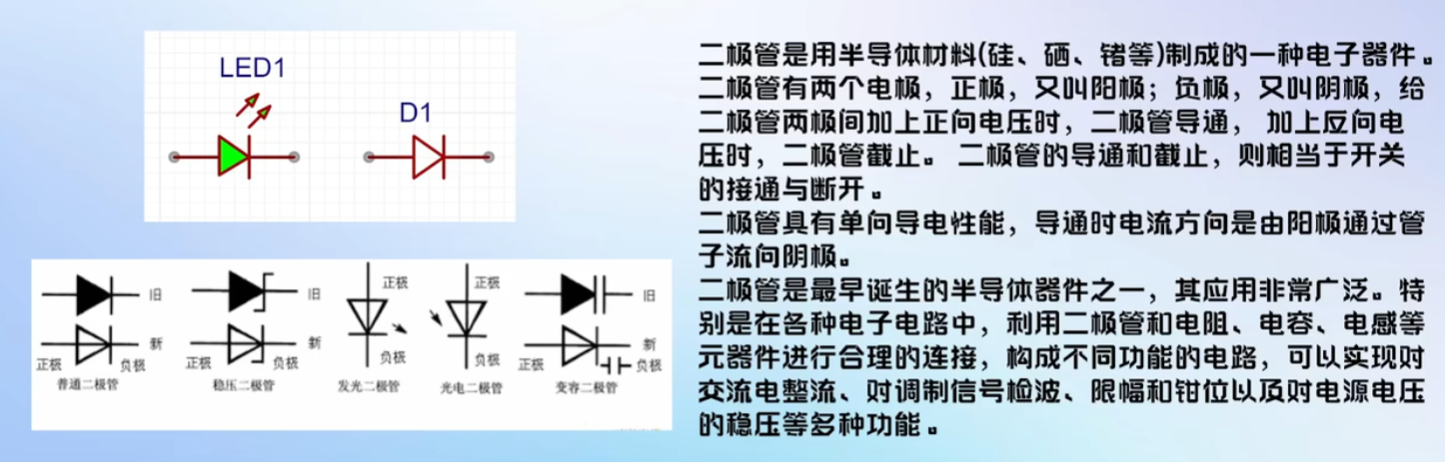 LED1
D1
旧
旧
正极
正极
旧
新
新
新
正极
负极
正极
负极
负极
负极
正极
负极
普通二极管
稳压二极管
发光二极管
光电二极管
变容二极管
二极管是用半导体材料(硅、硒、锗等)制成的一种电子器件。
二极管有两个电极，正极，又叫阳极；负极，又叫阴极，给
二极管两极间加上正向电压时，二极管导通， 加上反向电
压时，二极管截止。 二极管的导通和截止，则相当于开关
的接通与断开。
二极管具有单向导电性能，导通时电流方向是由阳极通过管
子流向阴极。
二极管是最早诞生的半导体器件之一，其应用非常广泛。特
别是在各种电子电路中，利用二极管和电阻、电容、电感等
元器件进行合理的连接，构成不同功能的电路，可以实现对
交流电整流、对调制信号检波、限幅和钳位以及对电源电压
的稳压等多种功能。